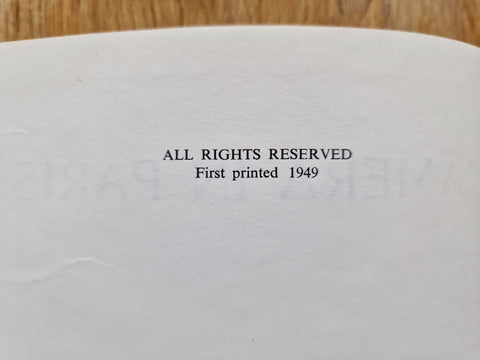 ALL RIGHTS RESERVED
First printed 1949